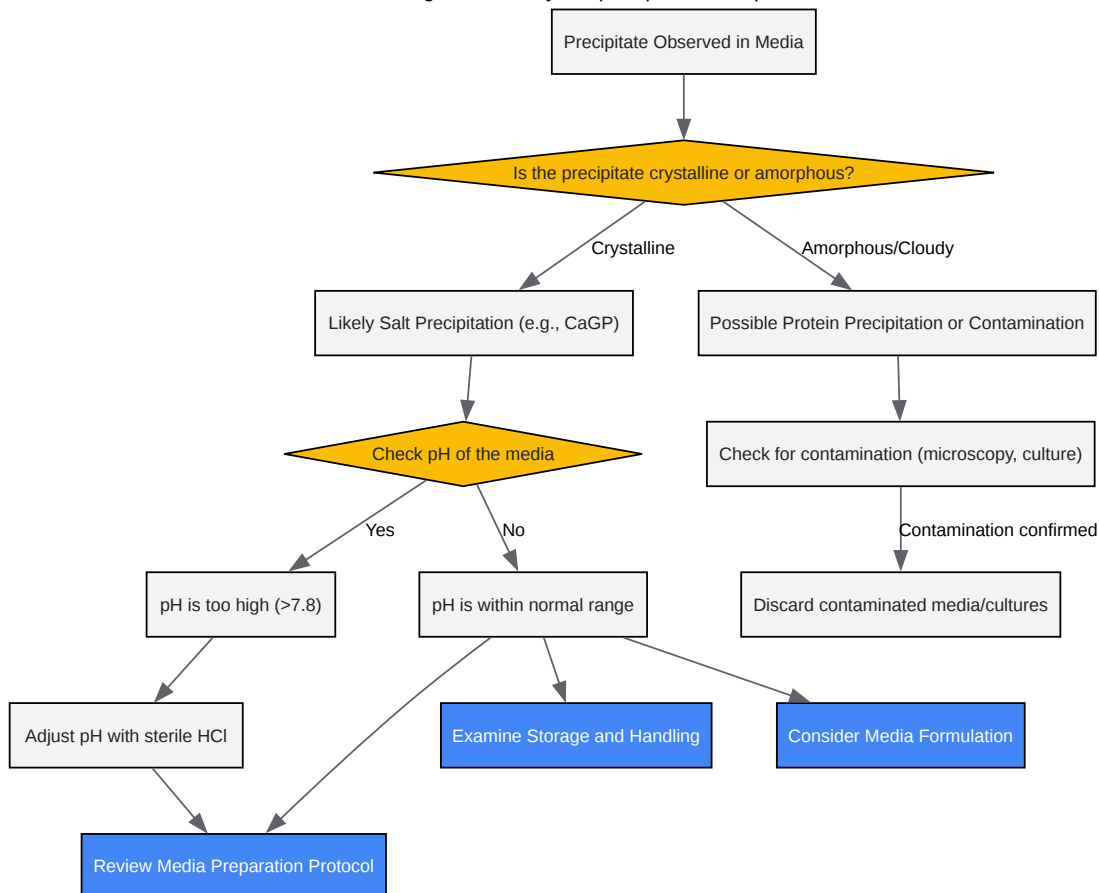 Precipitate Observed in Media
Is the precipitate crystalline or amorphous?
Crystalline
Amorphous/Cloudy
Likely Salt Precipitation (e.g., CaGP)
Possible Protein Precipitation or Contamination
Check pH of the media
Check for contamination (microscopy, culture)
Yes
No
Contamination confirmed
pH is too high (>7.8)
pH is within normal range
Discard contaminated media/cultures
Adjust pH with sterile HCl
Examine Storage and Handling
Consider Media Formulation
Review Media Preparation Protocol